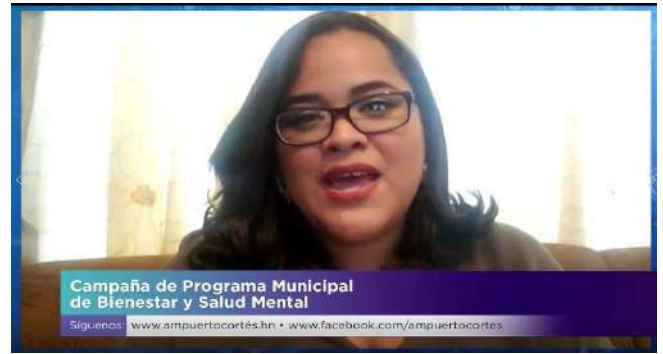 Campaña de Programa Municipal
de Bienestar y Salud Mental
Síguenos: www.ampuertocortés.hn • www.facebook.com/ampuertocortes